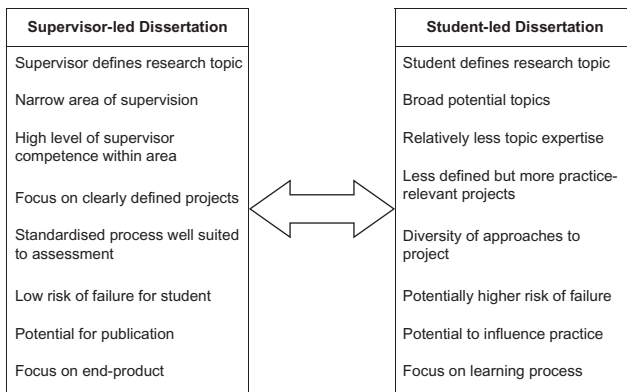 Supervisor-led Dissertation
Supervisor defines research topic
Narrow area of supervision
High level of supervisor
competence within area
Focus on clearly defined projects
Standardised process well suited
to assessment
Low risk of failure for student
Potential for publication
Focus on end-product
Student-led Dissertation
Student defines research topic
Broad potential topics
Relatively less topic expertise
Less defined but more practice-
relevant projects
Diversity of approaches to
project
Potentially higher risk of failure
Potential to influence practice
Focus on learning process